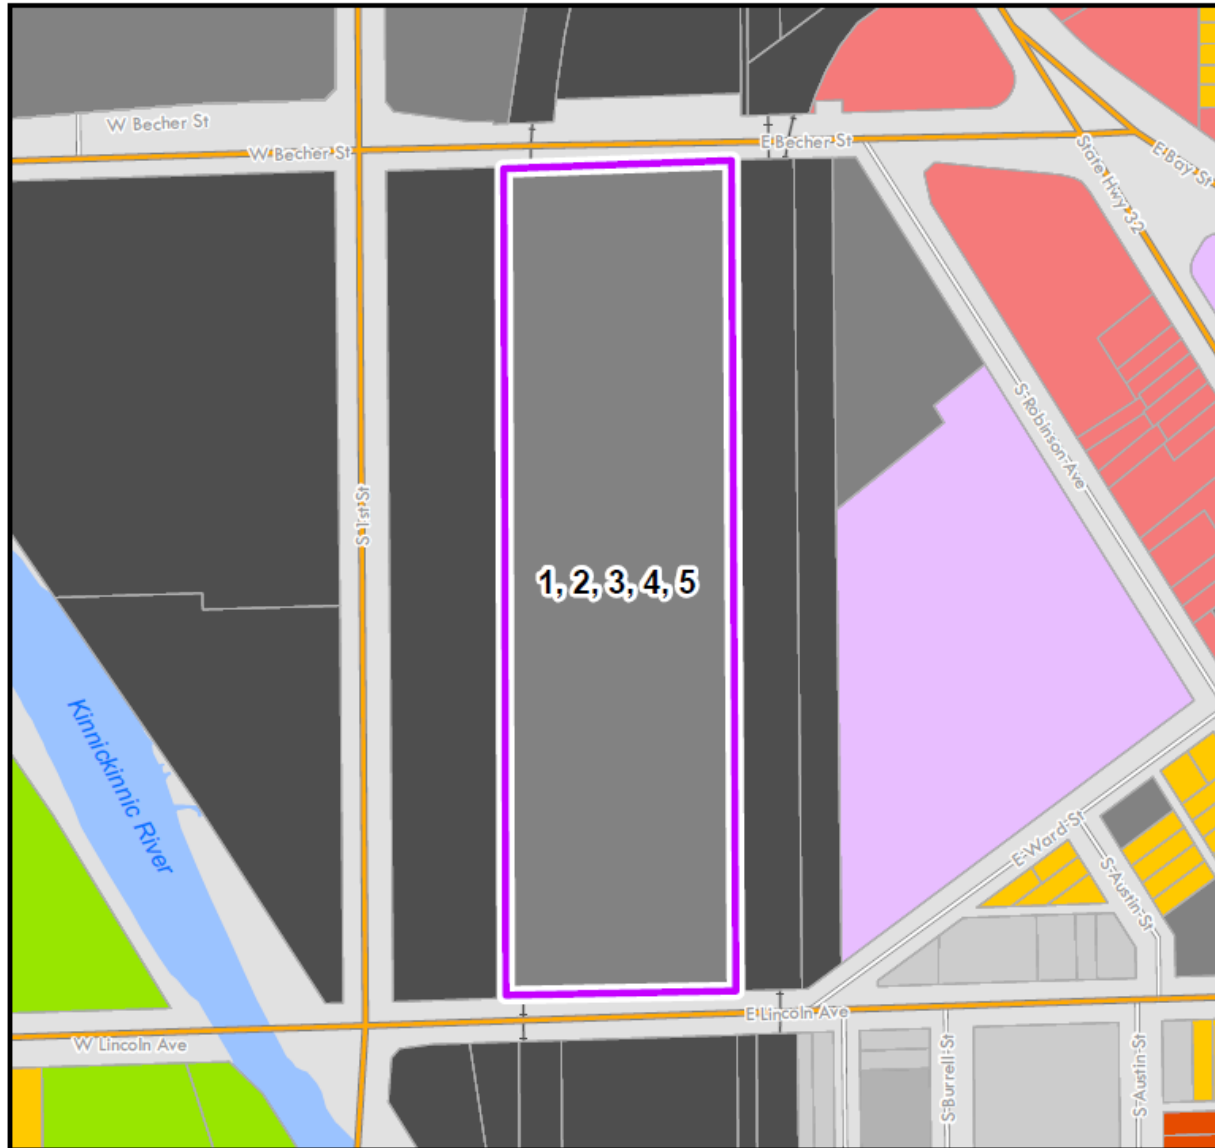 W Becher St
W Becher St
E Becher St
State Hwy 32
E Bay St
S Robinson Ave
S 1st St
1, 2, 3, 4, 5
Kinnickinnic River
E Ward St
S Austin St
E Lincoln Ave
W Lincoln Ave
S Burrell St
S Austin St